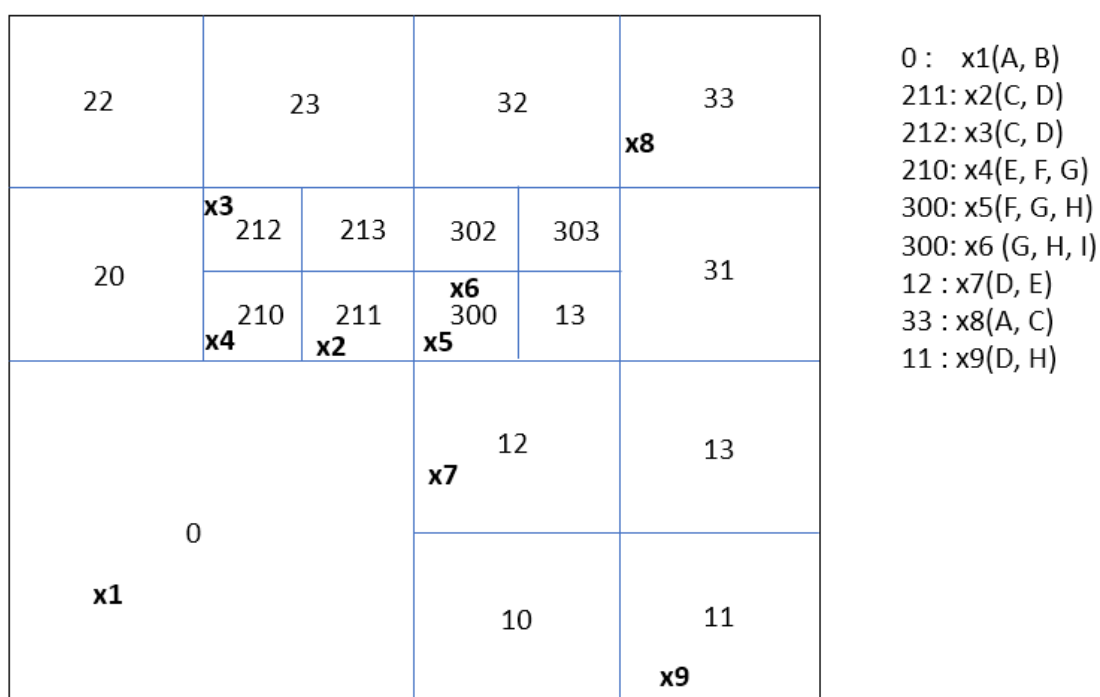 22 23 32 33
x8
x3
212 213 302 303
20 31
x6
210 211 300 13
x4 x2 x5
12 13
x7
0
x1
10 11
x9
0 : x1(A, B)
211: x2(C, D)
212: x3(C, D)
210: x4(E, F, G)
300: x5(F, G, H)
300: x6 (G, H, I)
12 : x7(D, E)
33 : x8(A, C)
11 : x9(D, H)